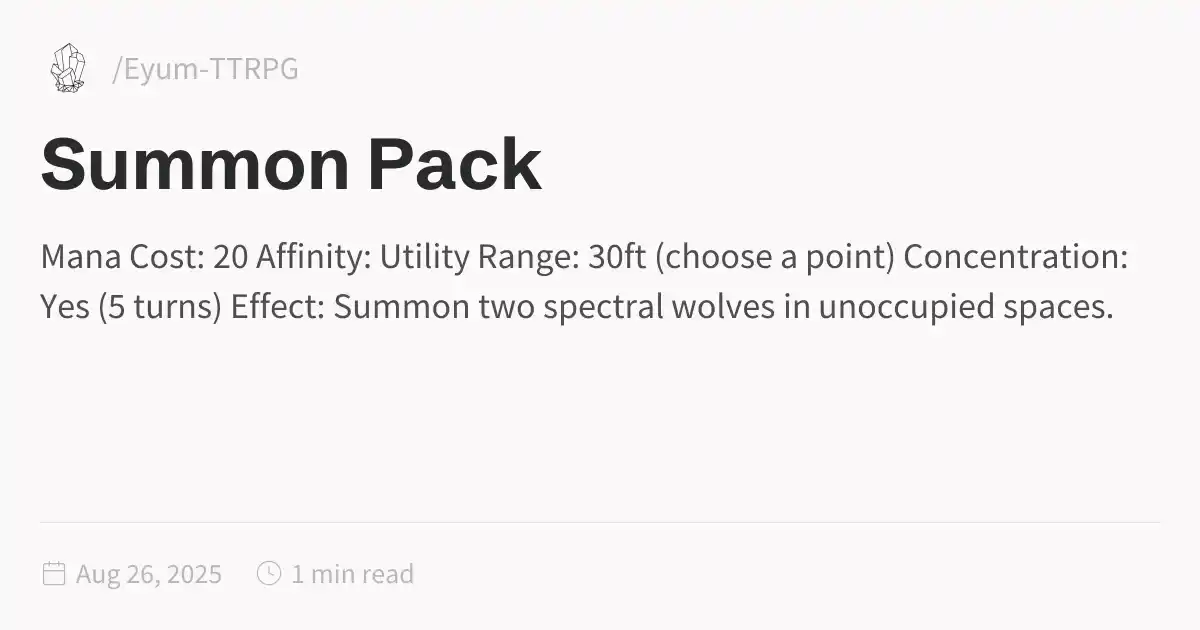 /Eyum-TTRPG
Summon Pack
Mana Cost: 20 Affinity: Utility Range: 30ft (choose a point) Concentration:
Yes (5 turns) Effect: Summon two spectral wolves in unoccupied spaces.
Aug 26, 2025 1 min read